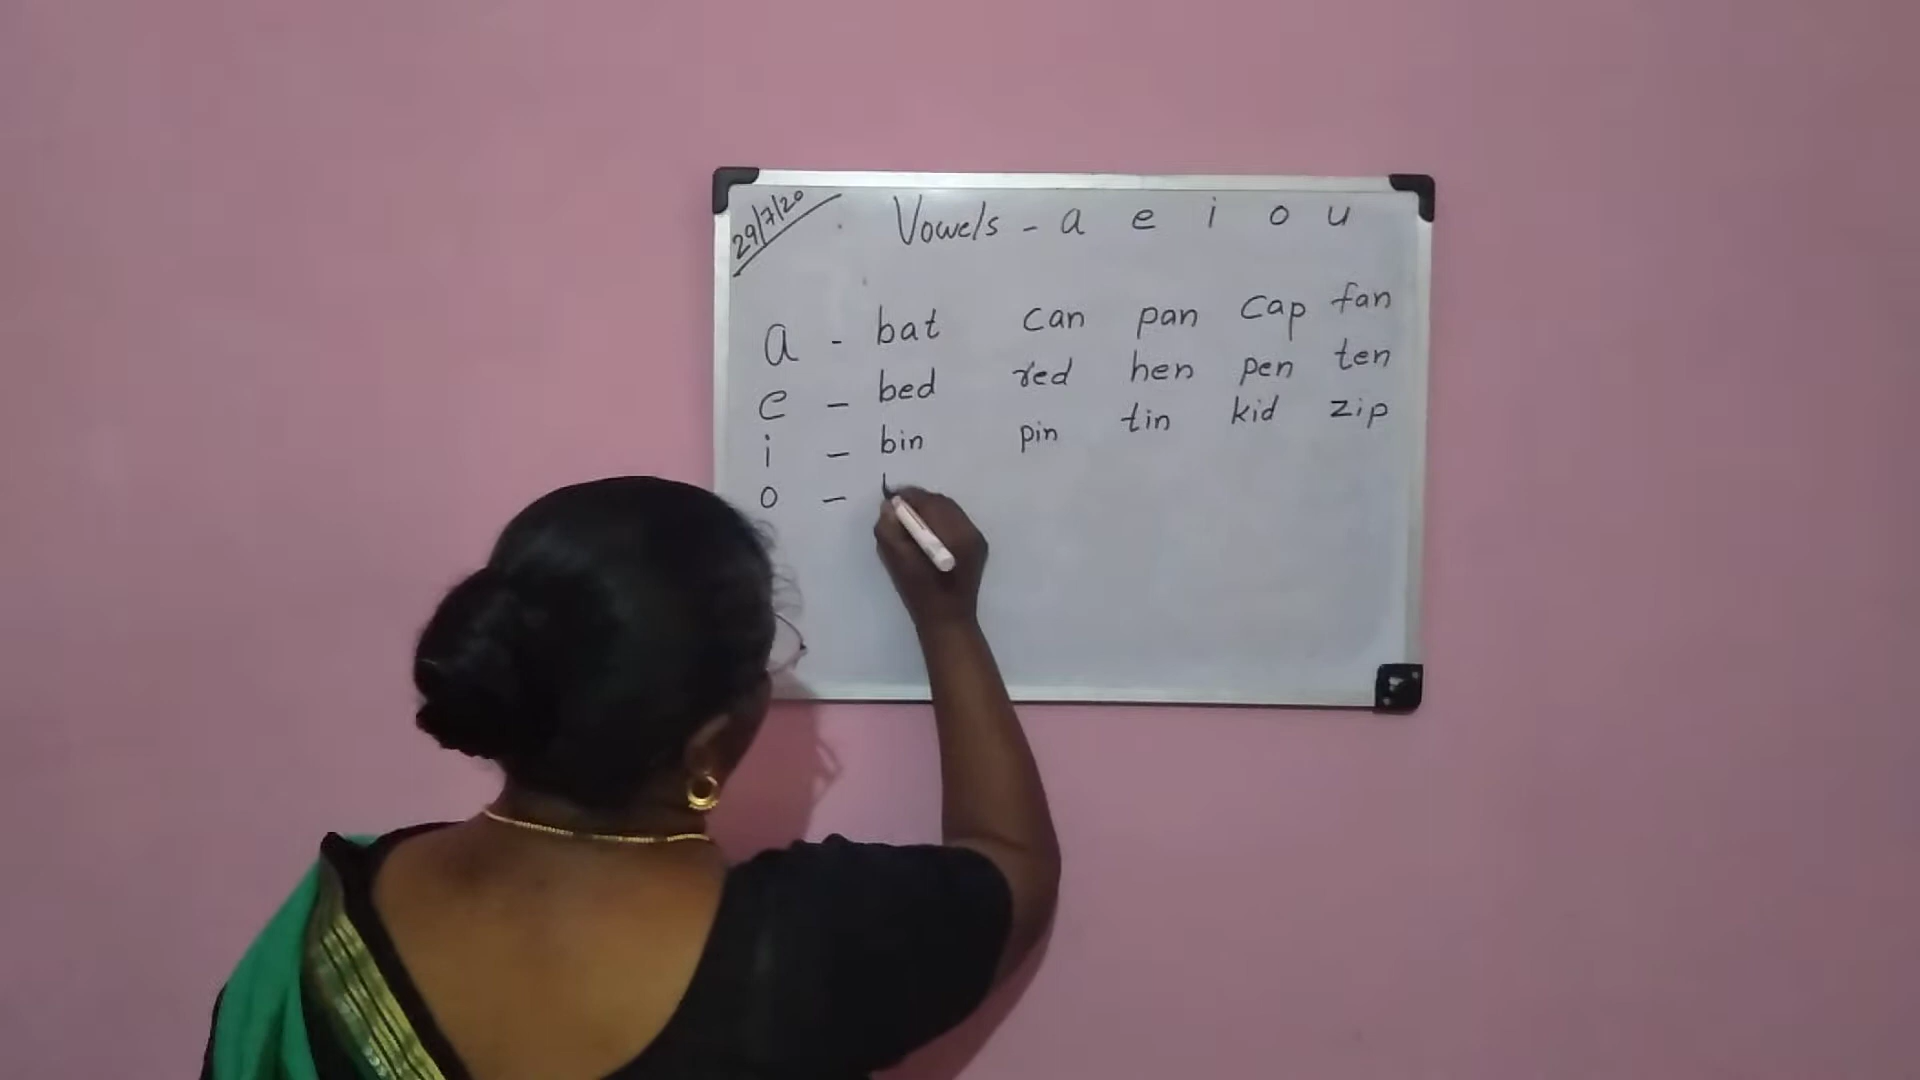 29/7/20
Vowels - a e i o u
a - bat can pan cap fan
e - bed red hen pen ten
i - bin pin tin kid zip
o -